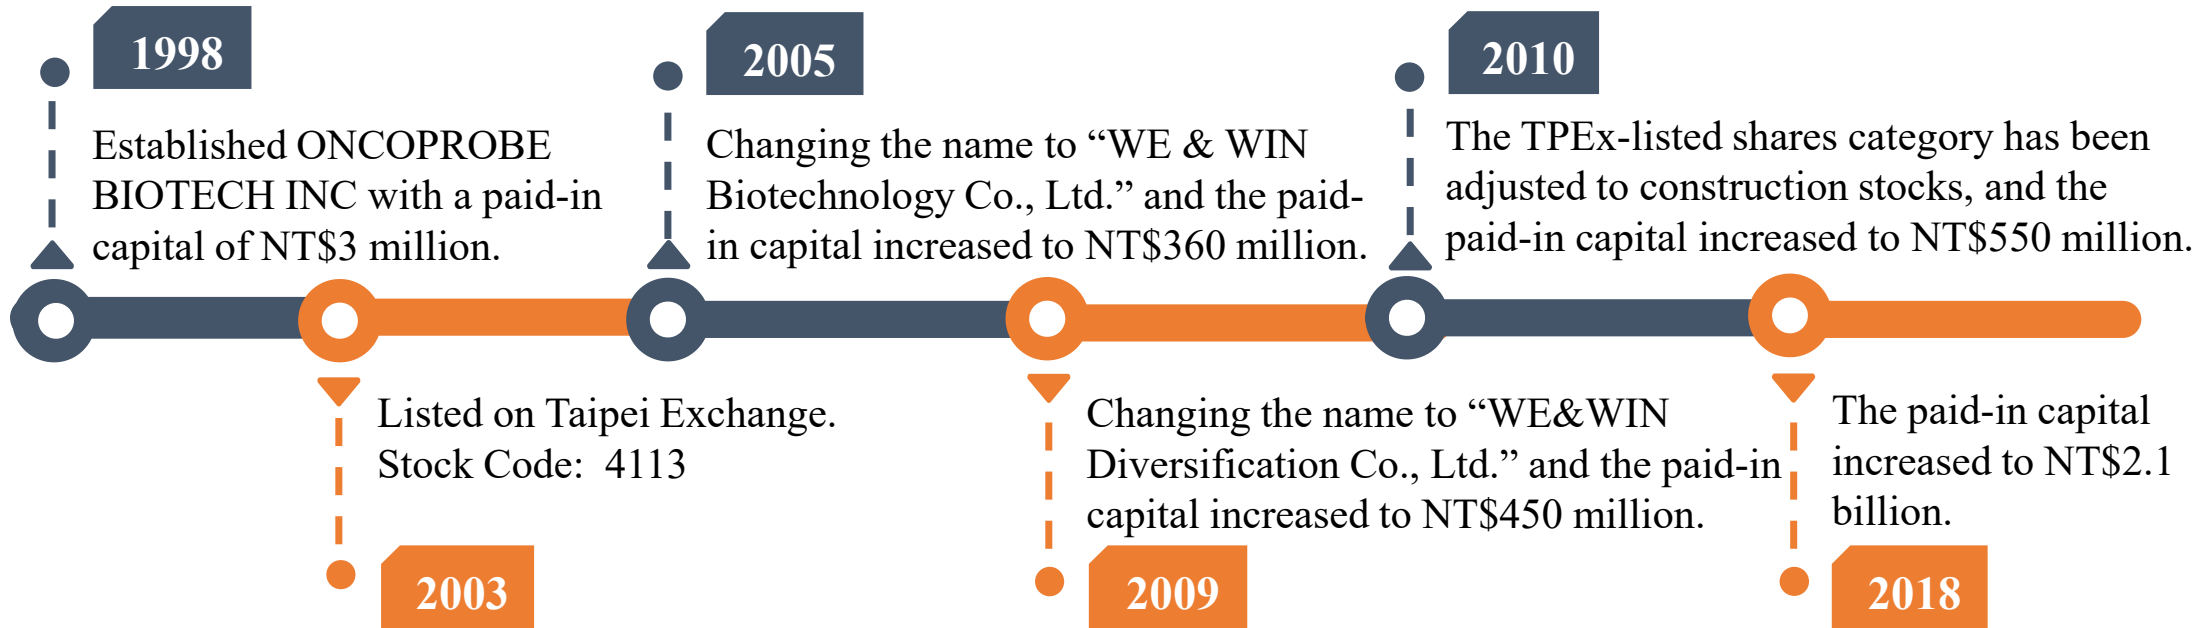 1998
Established ONCOPROBE
BIOTECH INC with a paid-in
capital of NT$3 million.
2003
Listed on Taipei Exchange.
Stock Code:  4113
2005
Changing the name to “WE & WIN
Biotechnology Co., Ltd.” and the paid-
in capital increased to NT$360 million.
2009
Changing the name to “WE&WIN
Diversification Co., Ltd.” and the paid-in
capital increased to NT$450 million.
2010
The TPEx-listed shares category has been
adjusted to construction stocks, and the
paid-in capital increased to NT$550 million.
2018
The paid-in capital
increased to NT$2.1
billion.